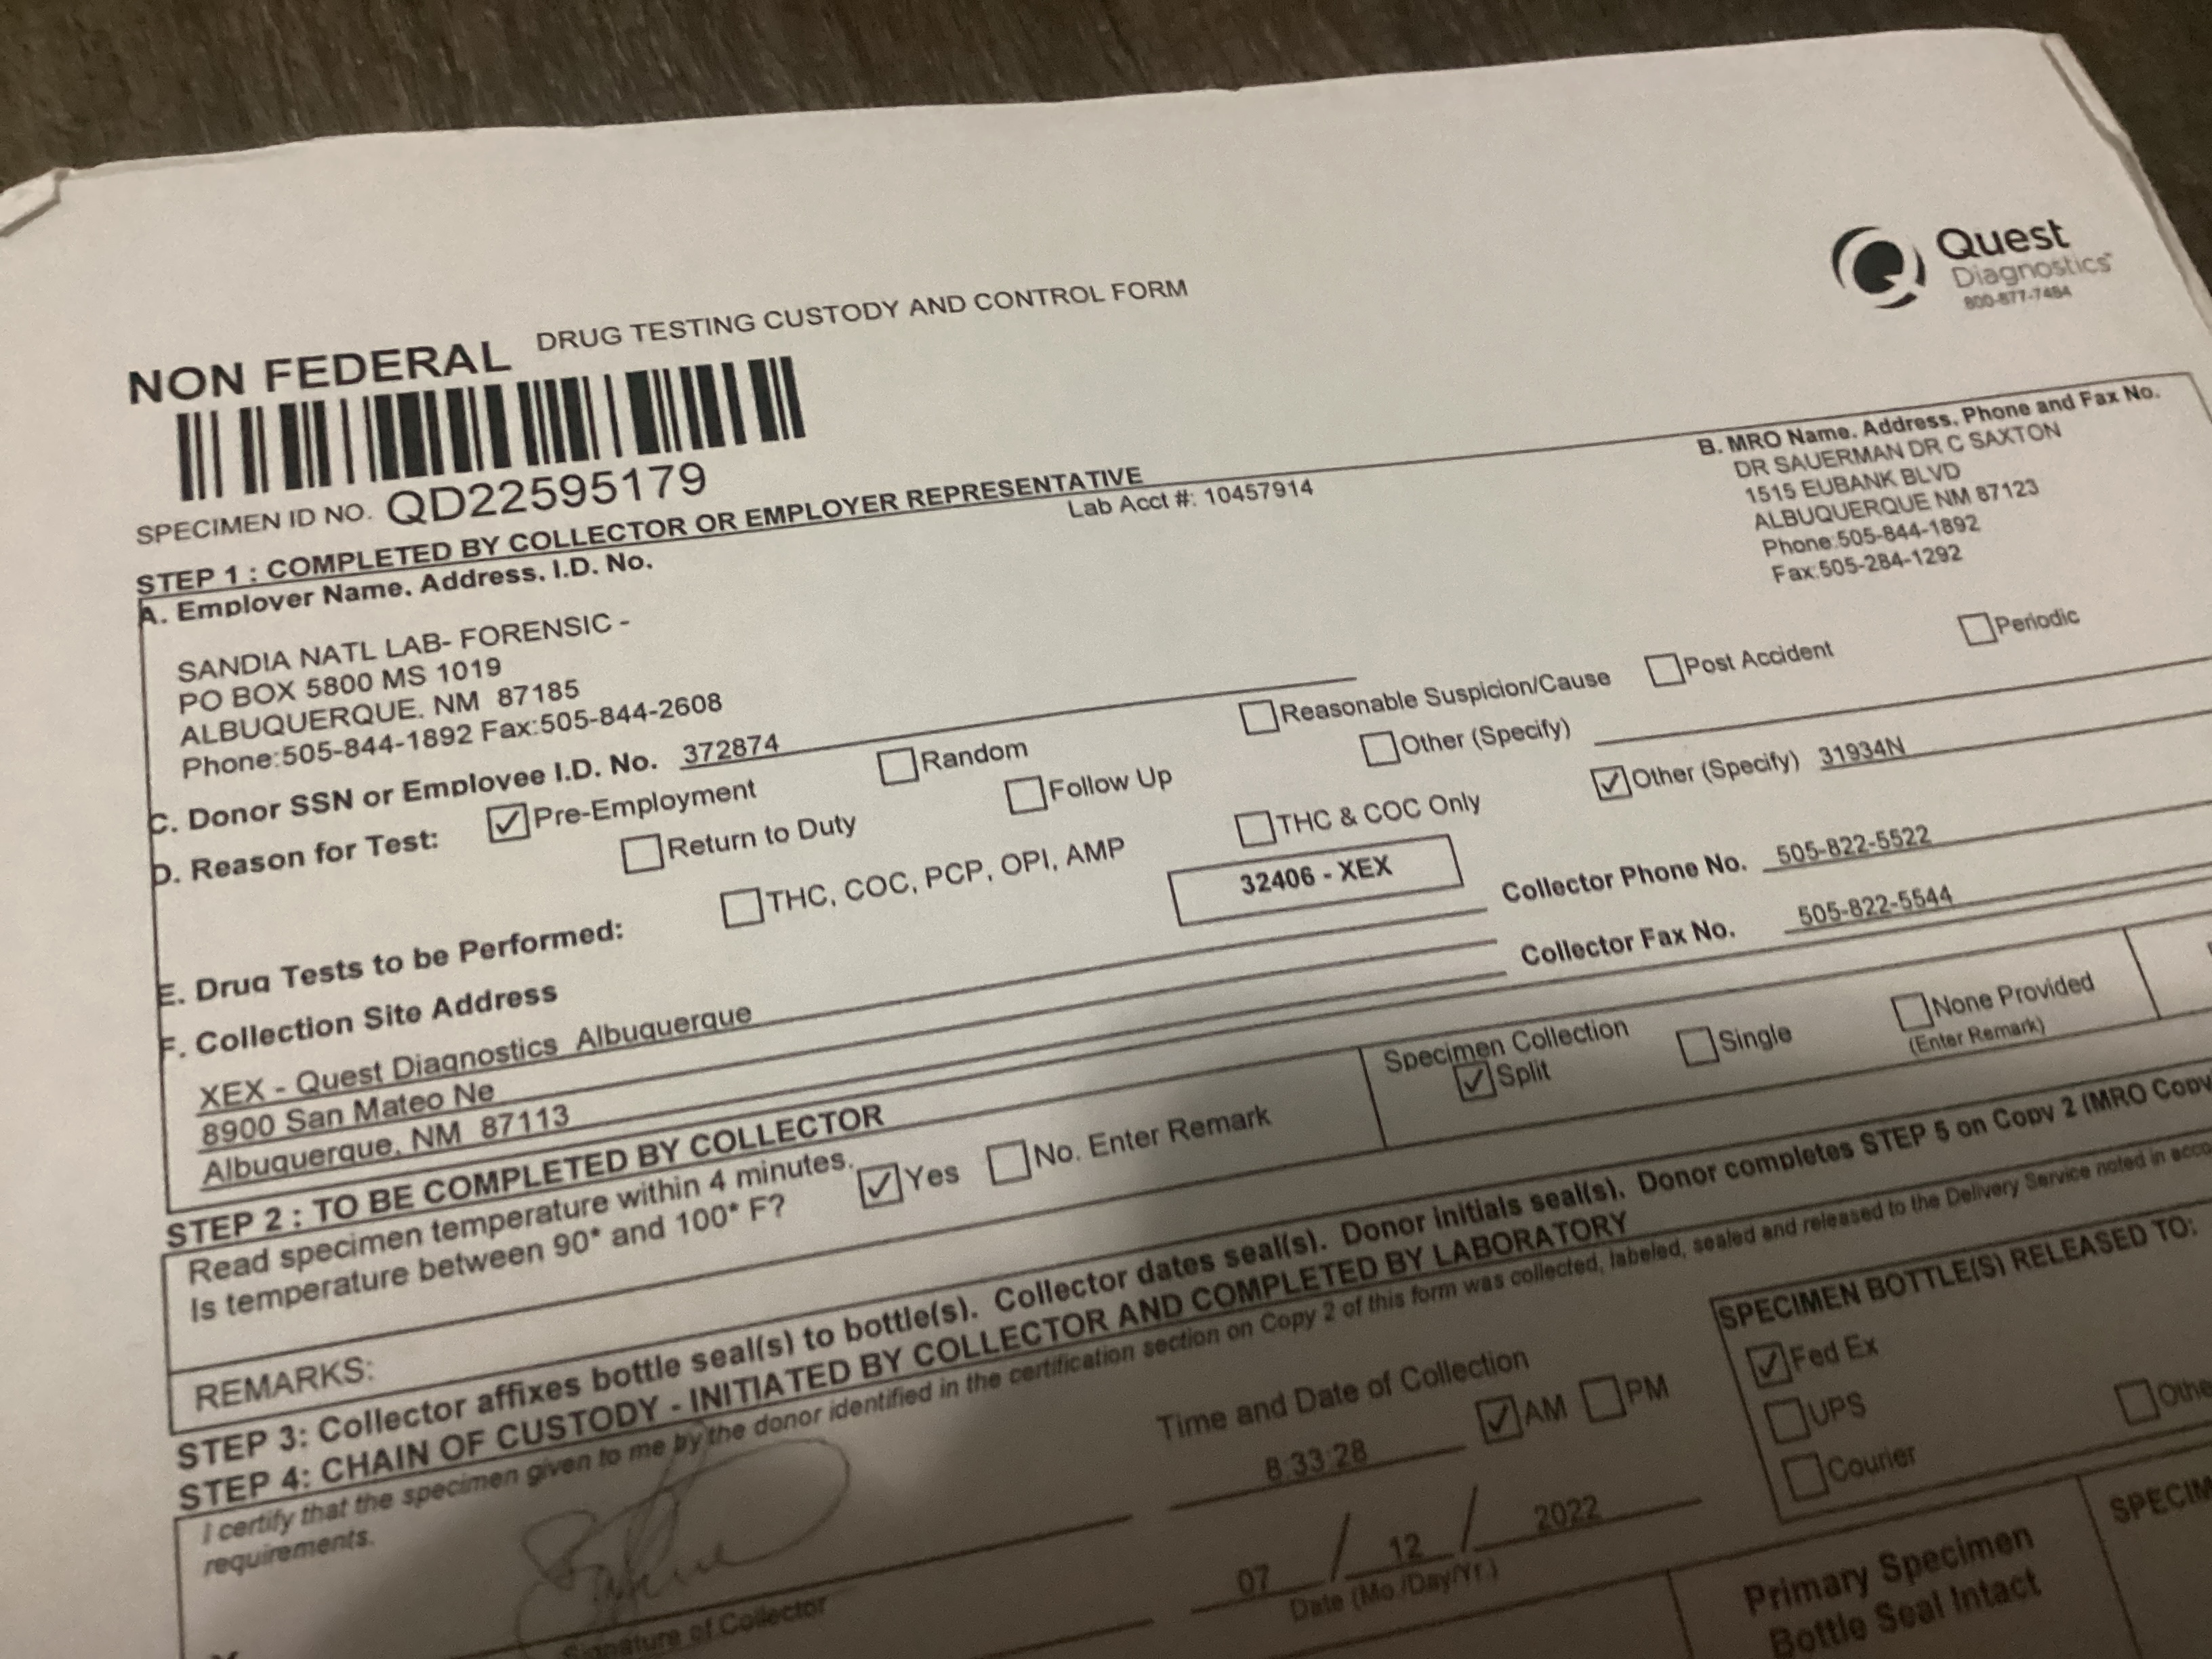 Quest
Diagnostics
800-877-7484
NON FEDERAL DRUG TESTING CUSTODY AND CONTROL FORM
SPECIMEN ID NO. QD22595179
STEP 1 : COMPLETED BY COLLECTOR OR EMPLOYER REPRESENTATIVE
Lab Acct #: 10457914
A. Employer Name. Address. I.D. No.
SANDIA NATL LAB- FORENSIC -
PO BOX 5800 MS 1019
ALBUQUERQUE. NM 87185
Phone:505-844-1892 Fax:505-844-2608
B. MRO Name. Address. Phone and Fax No.
DR SAUERMAN DR C SAXTON
1515 EUBANK BLVD
ALBUQUERQUE NM 87123
Phone:505-844-1892
Fax:505-284-1292
C. Donor SSN or Employee I.D. No. 372874
D. Reason for Test: Pre-Employment Random Reasonable Suspicion/Cause Post Accident Periodic
Return to Duty Follow Up Other (Specify)
E. Drug Tests to be Performed: THC, COC, PCP, OPI, AMP THC & COC Only Other (Specify) 31934N
32406 - XEX
F. Collection Site Address
XEX - Quest Diagnostics Albuquerque
8900 San Mateo Ne
Albuquerque, NM 87113
Collector Phone No. 505-822-5522
Collector Fax No. 505-822-5544
STEP 2 : TO BE COMPLETED BY COLLECTOR
Read specimen temperature within 4 minutes.
Is temperature between 90* and 100* F? Yes No. Enter Remark
Specimen Collection
Split Single None Provided
(Enter Remark)
REMARKS:
STEP 3: Collector affixes bottle seal(s) to bottle(s). Collector dates seal(s). Donor initials seal(s). Donor completes STEP 5 on Copy 2 (MRO Copy
STEP 4: CHAIN OF CUSTODY - INITIATED BY COLLECTOR AND COMPLETED BY LABORATORY
I certify that the specimen given to me by the donor identified in the certification section on Copy 2 of this form was collected, labeled, sealed and released to the Delivery Service noted in
requirements.
Signature of Collector
Time and Date of Collection
8:33:28 AM PM
07 / 12 / 2022
Date (Mo./Day/Yr.)
SPECIMEN BOTTLE(S) RELEASED TO:
Fed Ex
UPS
Courier
Primary Specimen
Bottle Seal Intact